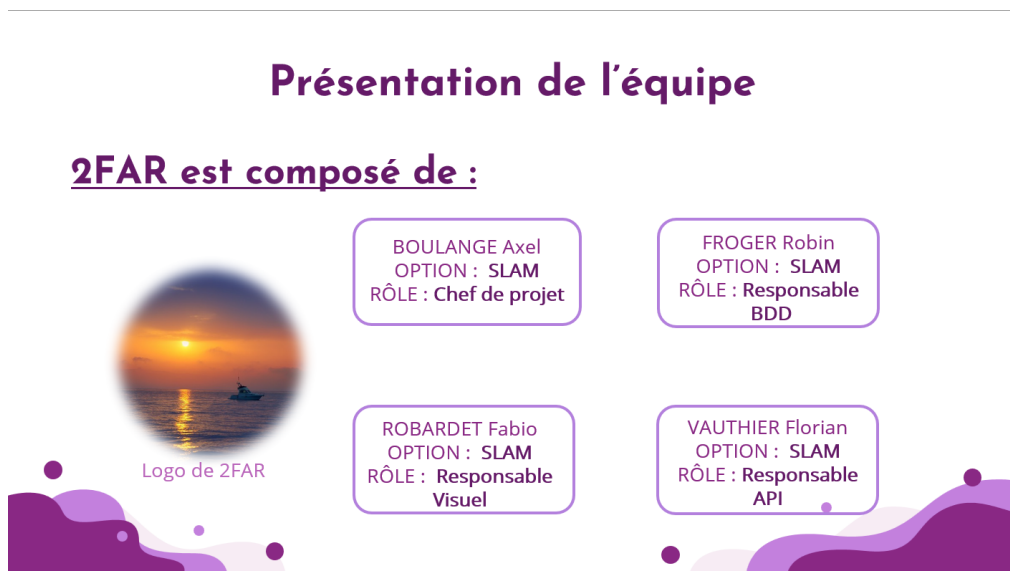 Présentation de l'équipe
2FAR est composé de :
BOULANGE Axel
OPTION : SLAM
RÔLE : Chef de projet
FROGER Robin
OPTION : SLAM
RÔLE : Responsable
BDD
ROBARDET Fabio
OPTION : SLAM
RÔLE : Responsable
Visuel
VAUTHIER Florian
OPTION : SLAM
RÔLE : Responsable
API
Logo de 2FAR